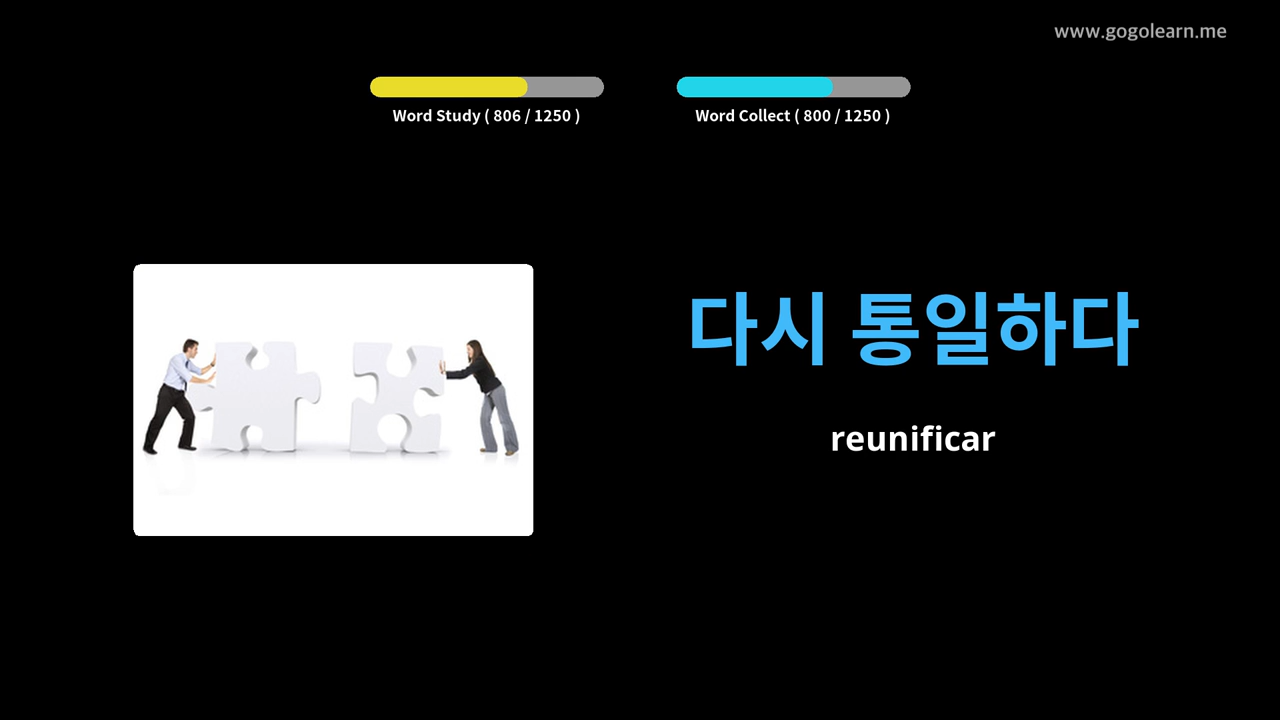 www.gogolearn.me
Word Study ( 806 / 1250 )
Word Collect ( 800 / 1250 )
다시 통일하다
reunificar